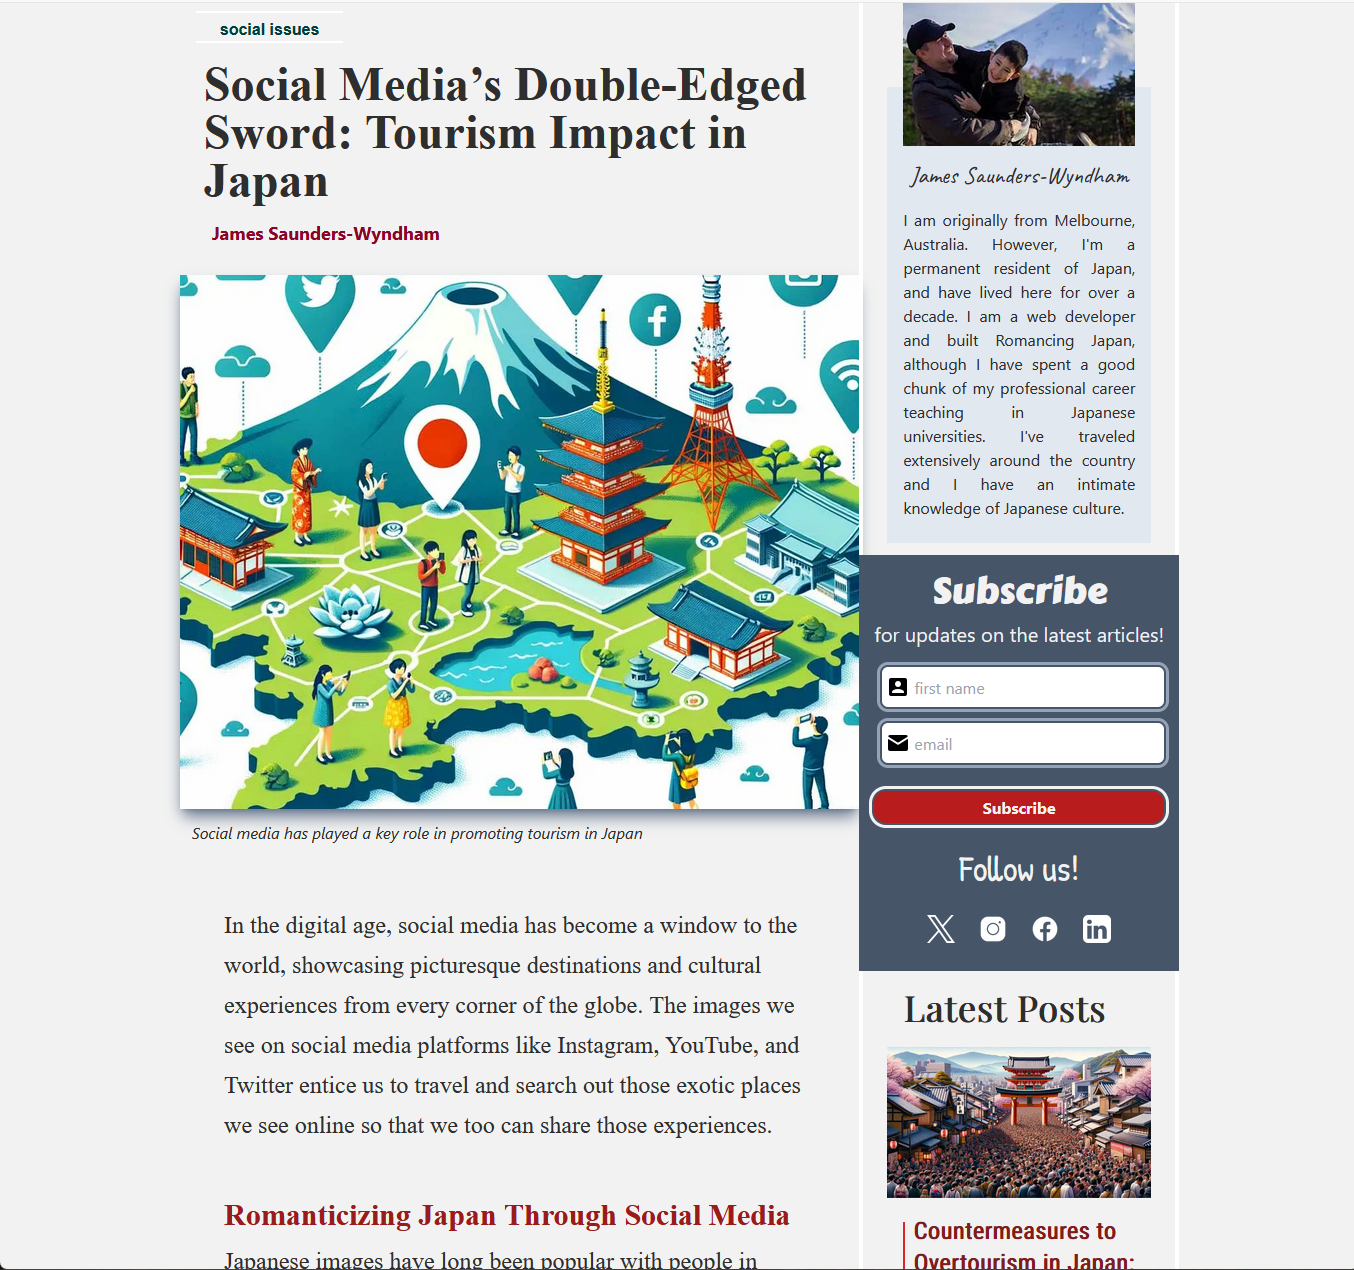 social issues
Social Media’s Double-Edged
Sword: Tourism Impact in
Japan
James Saunders-Wyndham
Social media has played a key role in promoting tourism in Japan
In the digital age, social media has become a window to the
world, showcasing picturesque destinations and cultural
experiences from every corner of the globe. The images we
see on social media platforms like Instagram, YouTube, and
Twitter entice us to travel and search out those exotic places
we see online so that we too can share those experiences.
Romanticizing Japan Through Social Media
Japanese images have long been popular with people in
James Saunders-Wyndham
I am originally from Melbourne,
Australia. However, I'm a
permanent resident of Japan,
and have lived here for over a
decade. I am a web developer
and built Romancing Japan,
although I have spent a good
chunk of my professional career
teaching in Japanese
universities. I've traveled
extensively around the country
and I have an intimate
knowledge of Japanese culture.
Subscribe
for updates on the latest articles!
first name
email
Subscribe
Follow us!
Latest Posts
Countermeasures to
Overtourism in Japan: